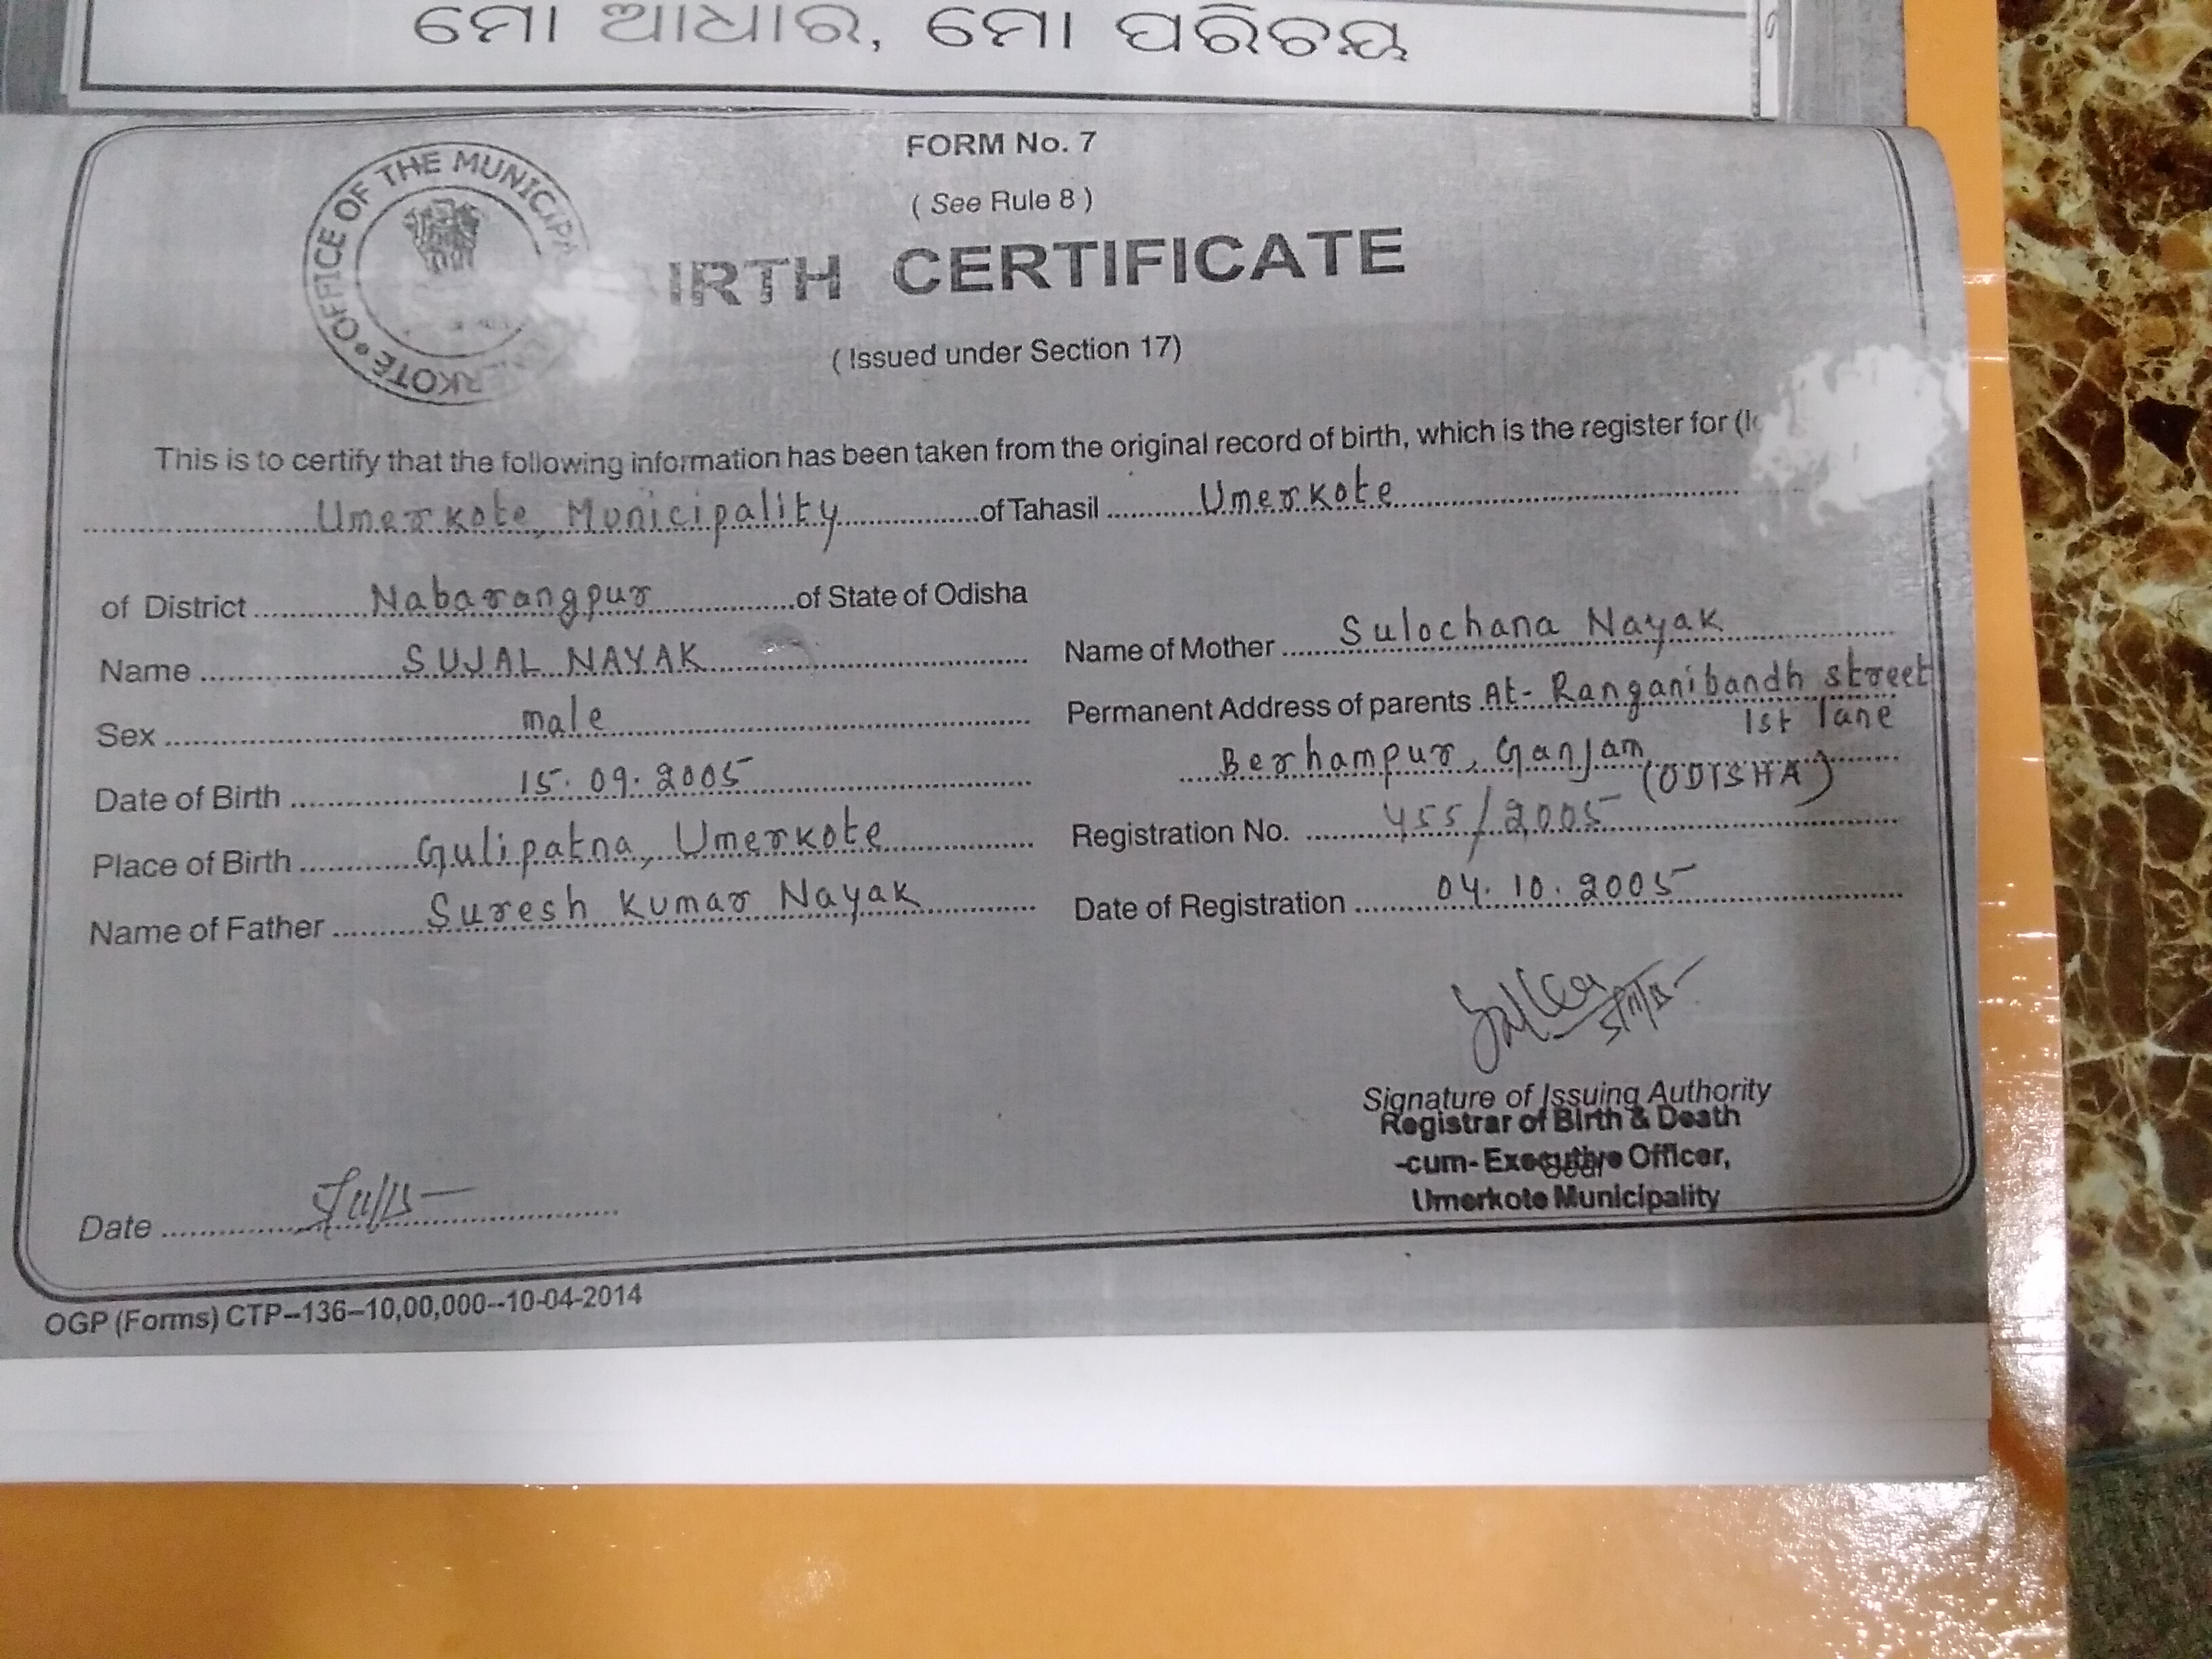 ମୋ ଆଧାର, ମୋ ପରିଚୟ
OFFICE OF THE MUNICIPA
ERKOTE
FORM No. 7
( See Rule 8 )
IRTH CERTIFICATE
( Issued under Section 17)
This is to certify that the following information has been taken from the original record of birth, which is the register for
Umerkote, Municipality of Tahasil Umerkote
of District Nabarangpur of State of Odisha
Name SUJAL NAYAK
Sex male
Date of Birth 15.09.2005
Place of Birth Gulipatna, Umerkote
Name of Father Suresh Kumar Nayak
Name of Mother Sulochana Nayak
Permanent Address of parents At- Ranganibandh street
1st lane
Berhampur, Ganjam
(ODISHA)
Registration No. 455/2005
Date of Registration 04.10.2005
Signature of Issuing Authority
Registrar of Birth & Death
-cum- Executive Officer,
Umerkote Municipality
Date
OGP (Forms) CTP–136–10,00,000--10-04-2014